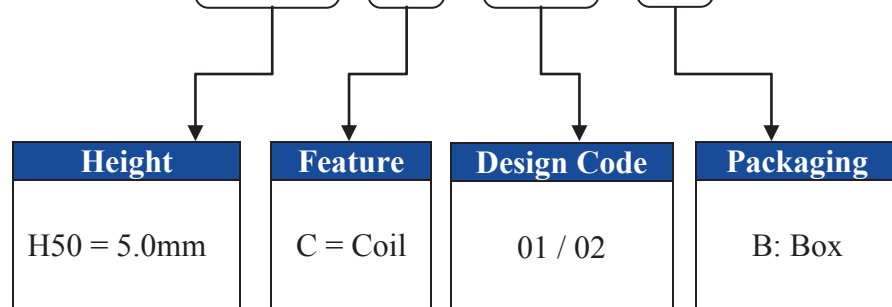 Height
Feature
Design Code
Packaging
H50 = 5.0mm
C = Coil
01 / 02
B: Box